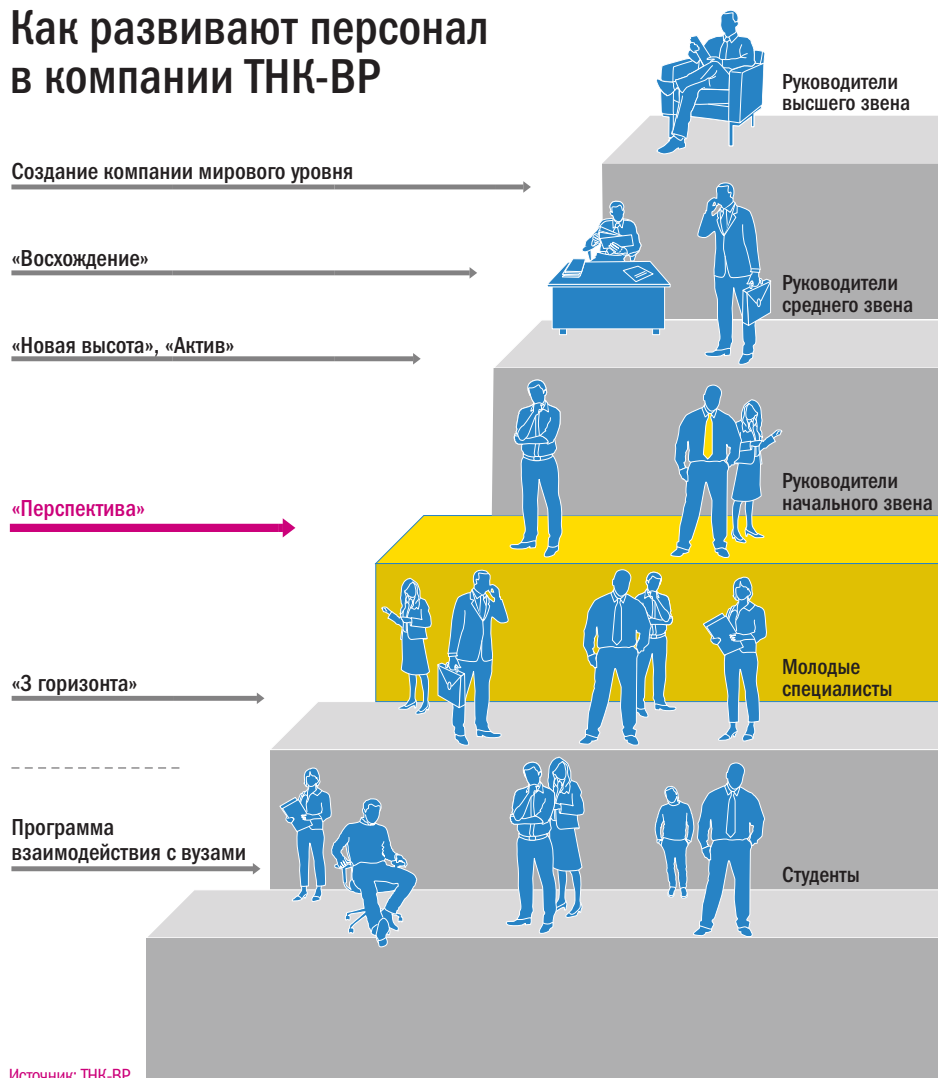 Как развивают персонал
в компании ТНК-ВР
Руководители
высшего звена
Создание компании мирового уровня
«Восхождение»
Руководители
среднего звена
«Новая высота», «Актив»
Руководители
начального звена
«Перспектива»
Молодые
специалисты
«3 горизонта»
Программа
взаимодействия с вузами
Студенты
Источник: ТНК-ВР